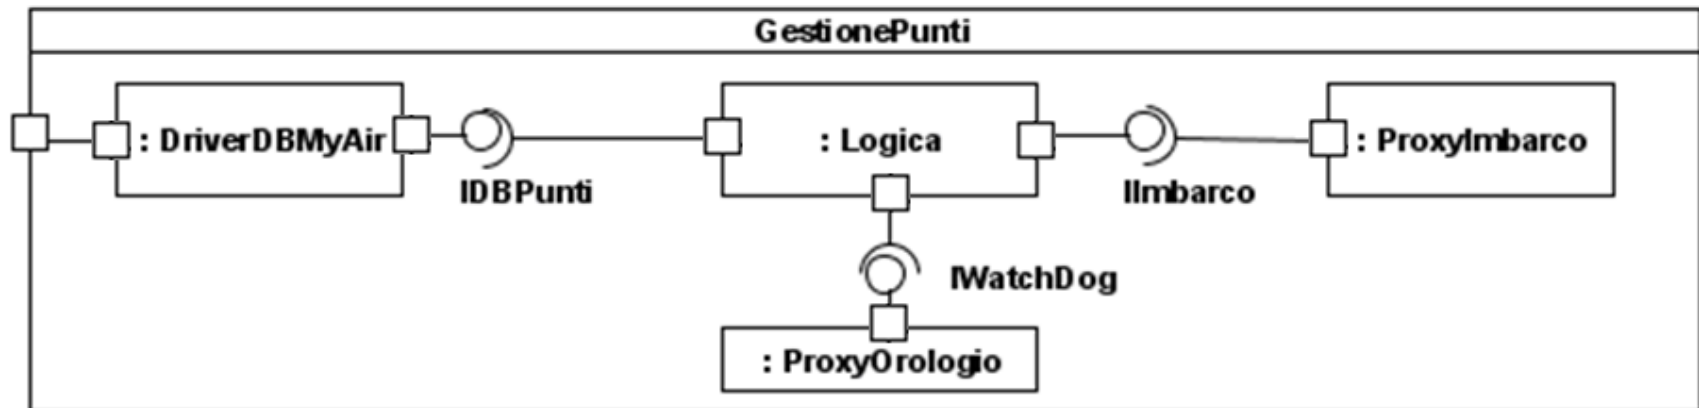 GestionePunti
: DriverDBMyAir
: Logica
: ProxyImbarco
IDBPunti
IImbarco
IWatchDog
: ProxyOrologio